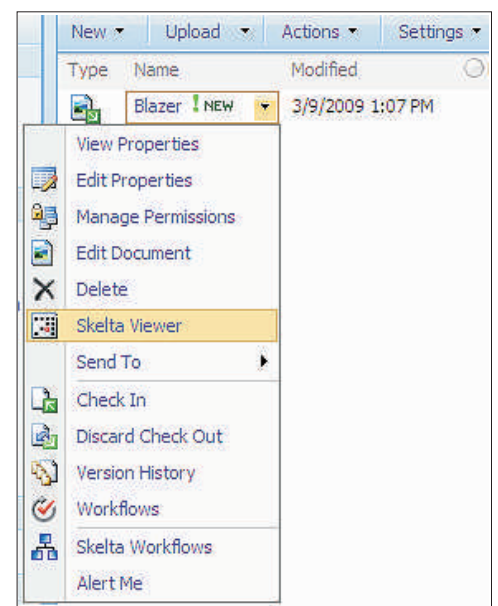 New Upload Actions Settings
Type Name Modified
Blazer ! NEW 3/9/2009 1:07 PM
View Properties
Edit Properties
Manage Permissions
Edit Document
Delete
Skelta Viewer
Send To
Check In
Discard Check Out
Version History
Workflows
Skelta Workflows
Alert Me